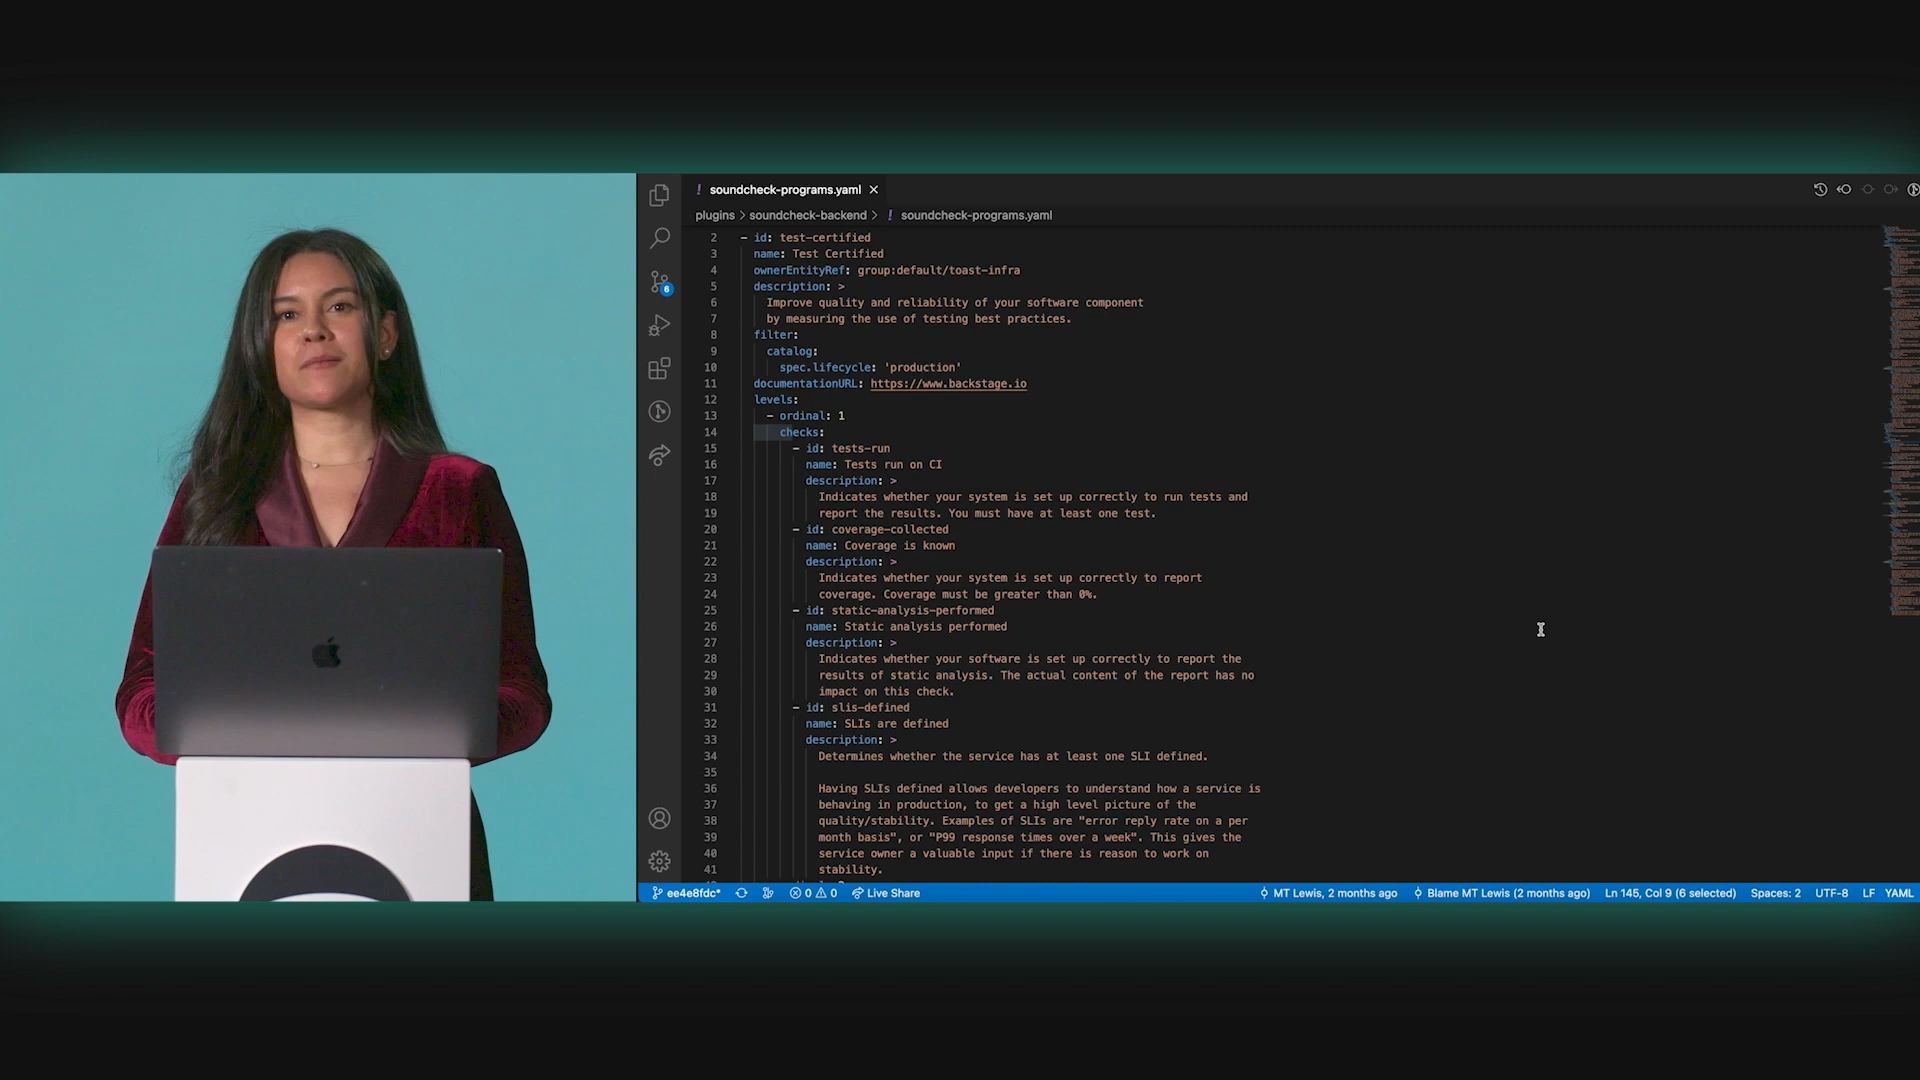 ! soundcheck-programs.yaml
plugins > soundcheck-backend > ! soundcheck-programs.yaml
2 - id: test-certified
3 name: Test Certified
4 ownerEntityRef: group:default/toast-infra
5 description: >
6 Improve quality and reliability of your software component
7 by measuring the use of testing best practices.
8 filter:
9 catalog:
10 spec.lifecycle: 'production'
11 documentationURL: https://www.backstage.io
12 levels:
13 - ordinal: 1
14 checks:
15 - id: tests-run
16 name: Tests run on CI
17 description: >
18 Indicates whether your system is set up correctly to run tests and
19 report the results. You must have at least one test.
20 - id: coverage-collected
21 name: Coverage is known
22 description: >
23 Indicates whether your system is set up correctly to report
24 coverage. Coverage must be greater than 0%.
25 - id: static-analysis-performed
26 name: Static analysis performed
27 description: >
28 Indicates whether your software is set up correctly to report the
29 results of static analysis. The actual content of the report has no
30 impact on this check.
31 - id: slis-defined
32 name: SLIs are defined
33 description: >
34 Determines whether the service has at least one SLI defined.
35
36 Having SLIs defined allows developers to understand how a service is
37 behaving in production, to get a high level picture of the
38 quality/stability. Examples of SLIs are "error reply rate on a per
39 month basis", or "P99 response times over a week". This gives the
40 service owner a valuable input if there is reason to work on
41 stability.
6
ee4e8fdc* 0 0 Live Share MT Lewis, 2 months ago Blame MT Lewis (2 months ago) Ln 145, Col 9 (6 selected) Spaces: 2 UTF-8 LF YAML